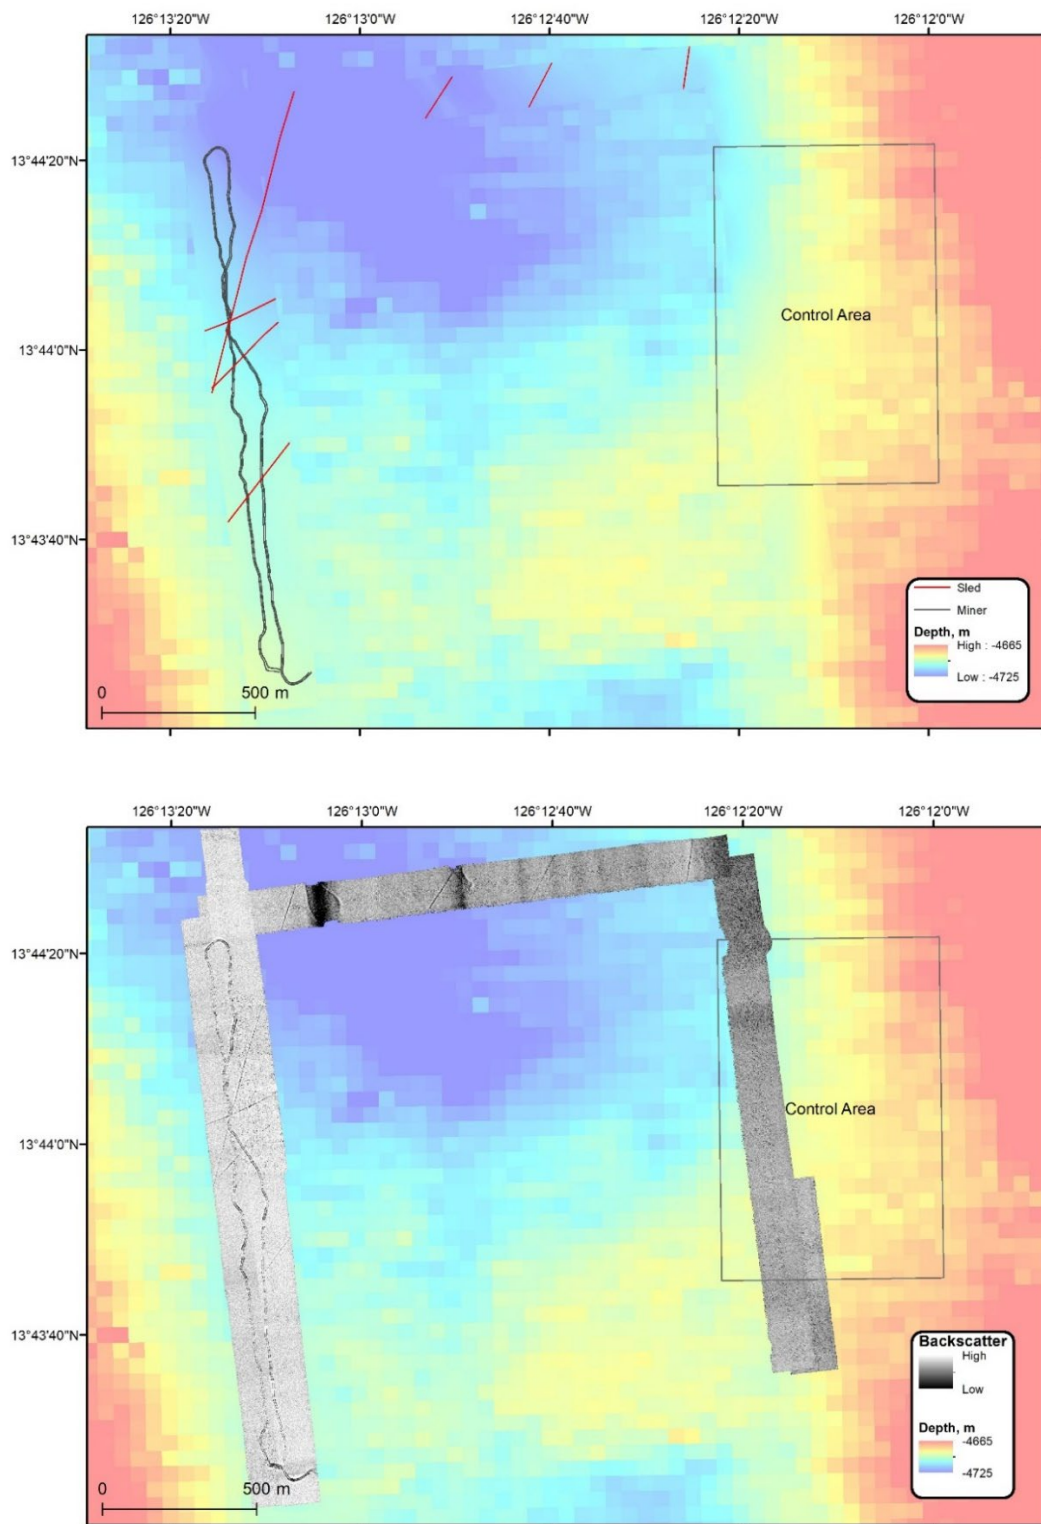 126°13'20"W 126°13'0"W 126°12'40"W 126°12'20"W 126°12'0"W
13°44'20"N
Control Area
13°44'0"N
13°43'40"N
Sled
Miner
Depth, m
High : -4665
Low : -4725
0 500 m
126°13'20"W 126°13'0"W 126°12'40"W 126°12'20"W 126°12'0"W
13°44'20"N
Control Area
13°44'0"N
13°43'40"N
Backscatter
High
Low
Depth, m
-4665
-4725
0 500 m